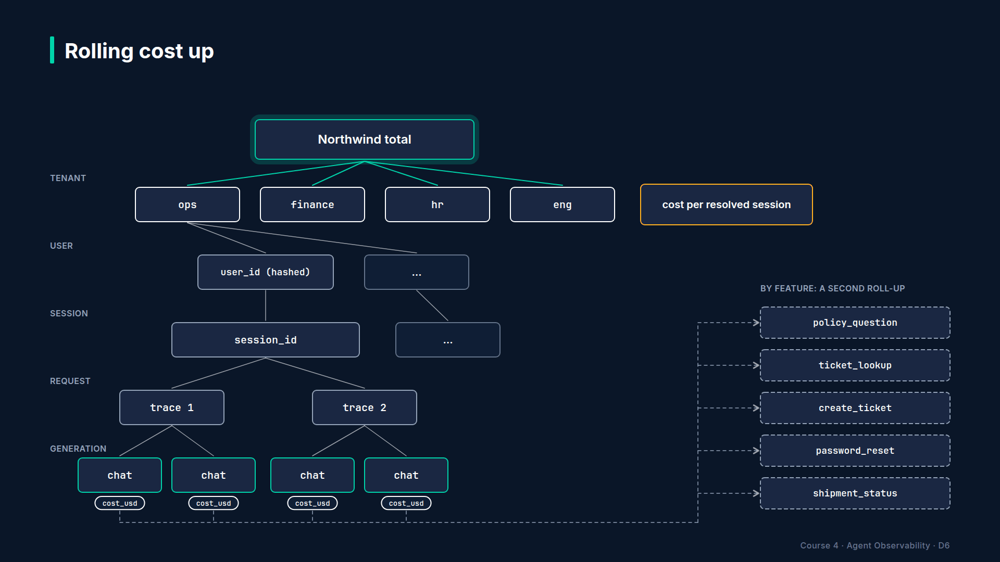 Rolling cost up
Northwind total
TENANT
ops
finance
hr
eng
cost per resolved session
USER
user_id (hashed)
...
BY FEATURE: A SECOND ROLL-UP
SESSION
session_id
...
policy_question
ticket_lookup
REQUEST
trace 1
trace 2
create_ticket
GENERATION
password_reset
chat
chat
chat
chat
shipment_status
cost_usd
cost_usd
cost_usd
cost_usd
Course 4 · Agent Observability · D6